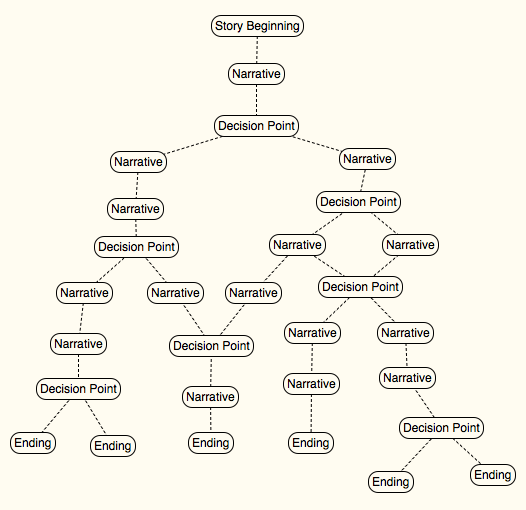 Story Beginning
Narrative
Decision Point
Narrative
Narrative
Narrative
Decision Point
Decision Point
Narrative
Narrative
Narrative
Narrative
Narrative
Decision Point
Narrative
Narrative
Narrative
Decision Point
Narrative
Narrative
Decision Point
Narrative
Decision Point
Ending
Ending
Ending
Ending
Ending
Ending